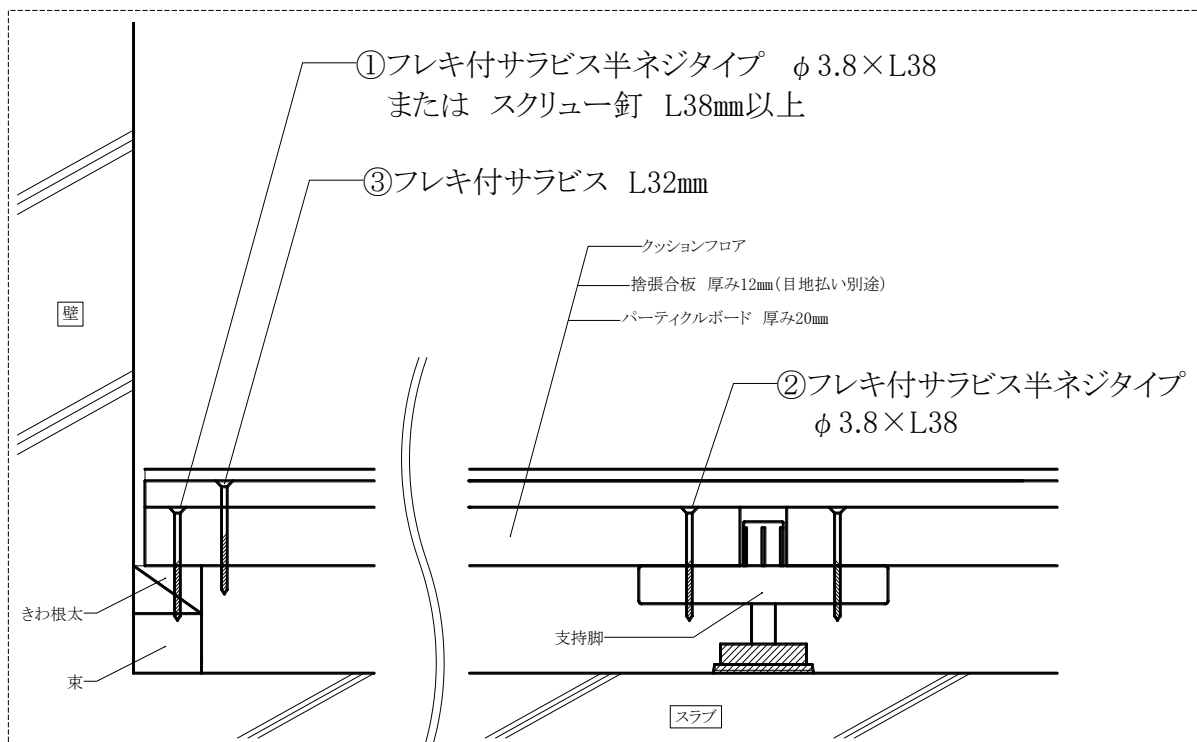 ①フレキ付サラビス半ネジタイプ φ3.8×L38
または スクリュー釘 L38㎜以上
③フレキ付サラビス L32㎜
クッションフロア
捨張合板 厚み12㎜(目地払い別途)
パーティクルボード 厚み20㎜
壁
②フレキ付サラビス半ネジタイプ
φ3.8×L38
きわ根太
支持脚
束
スラブ